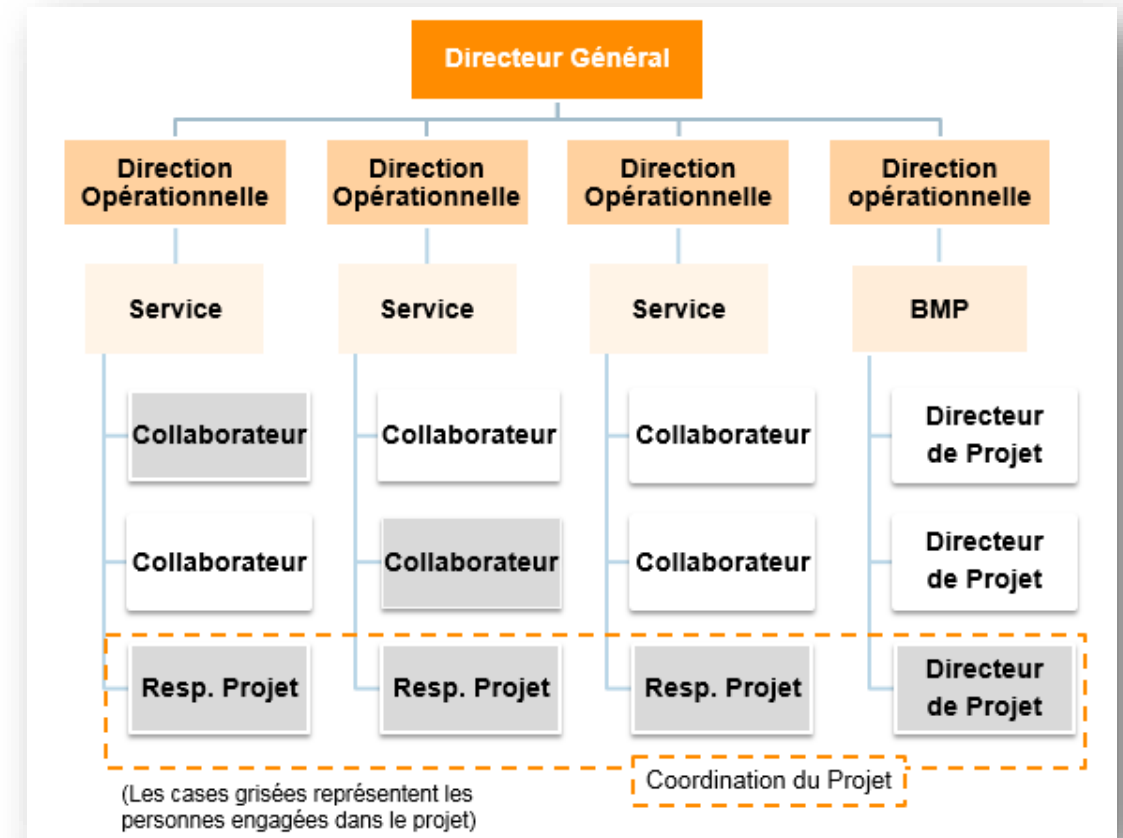 Directeur Général
Direction
Opérationnelle
Direction
Opérationnelle
Direction
Opérationnelle
Direction
opérationnelle
Service
Service
Service
BMP
Collaborateur
Collaborateur
Collaborateur
Directeur
de Projet
Collaborateur
Collaborateur
Collaborateur
Directeur
de Projet
Resp. Projet
Resp. Projet
Resp. Projet
Directeur
de Projet
Coordination du Projet
(Les cases grisées représentent les
personnes engagées dans le projet)